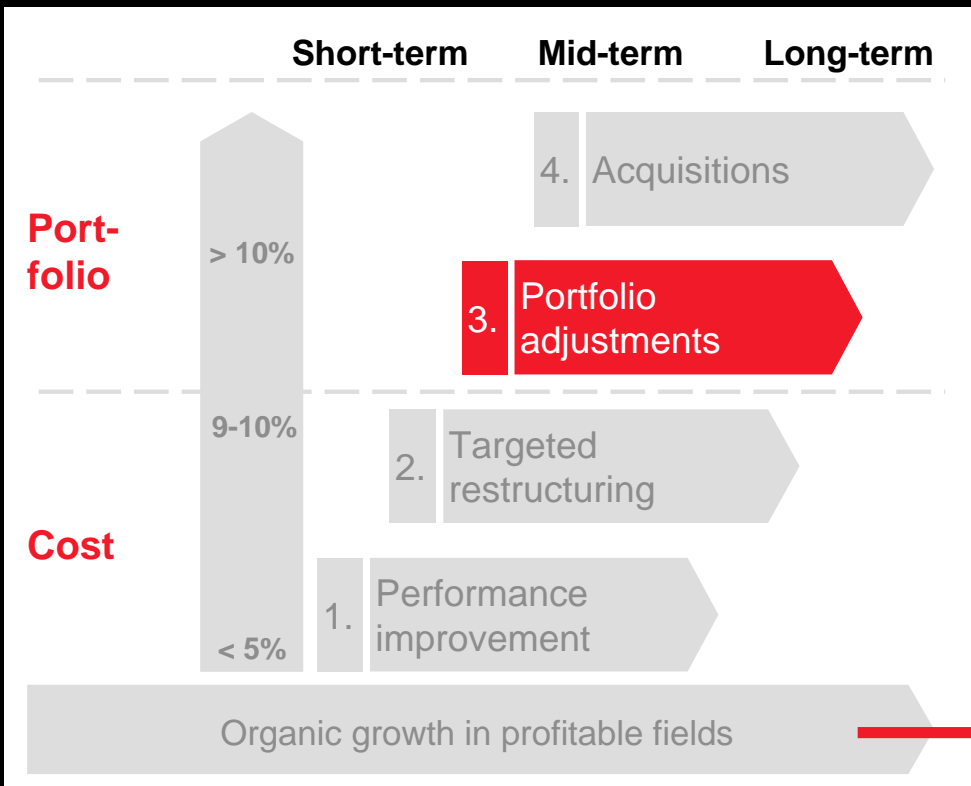 Short-term Mid-term Long-term
4. Acquisitions
Port-
folio
> 10%
3. Portfolio
adjustments
9-10%
2. Targeted
restructuring
Cost
1. Performance
improvement
< 5%
Organic growth in profitable fields